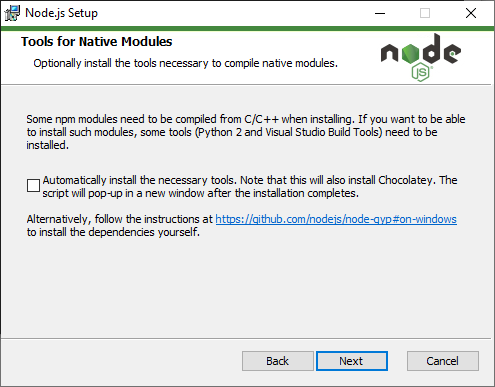 Node.js Setup
Tools for Native Modules
Optionally install the tools necessary to compile native modules.
node
JS
Some npm modules need to be compiled from C/C++ when installing. If you want to be able
to install such modules, some tools (Python 2 and Visual Studio Build Tools) need to be
installed.
Automatically install the necessary tools. Note that this will also install Chocolatey. The
script will pop-up in a new window after the installation completes.
Alternatively, follow the instructions at https://github.com/nodejs/node-gyp#on-windows
to install the dependencies yourself.
Back
Next
Cancel